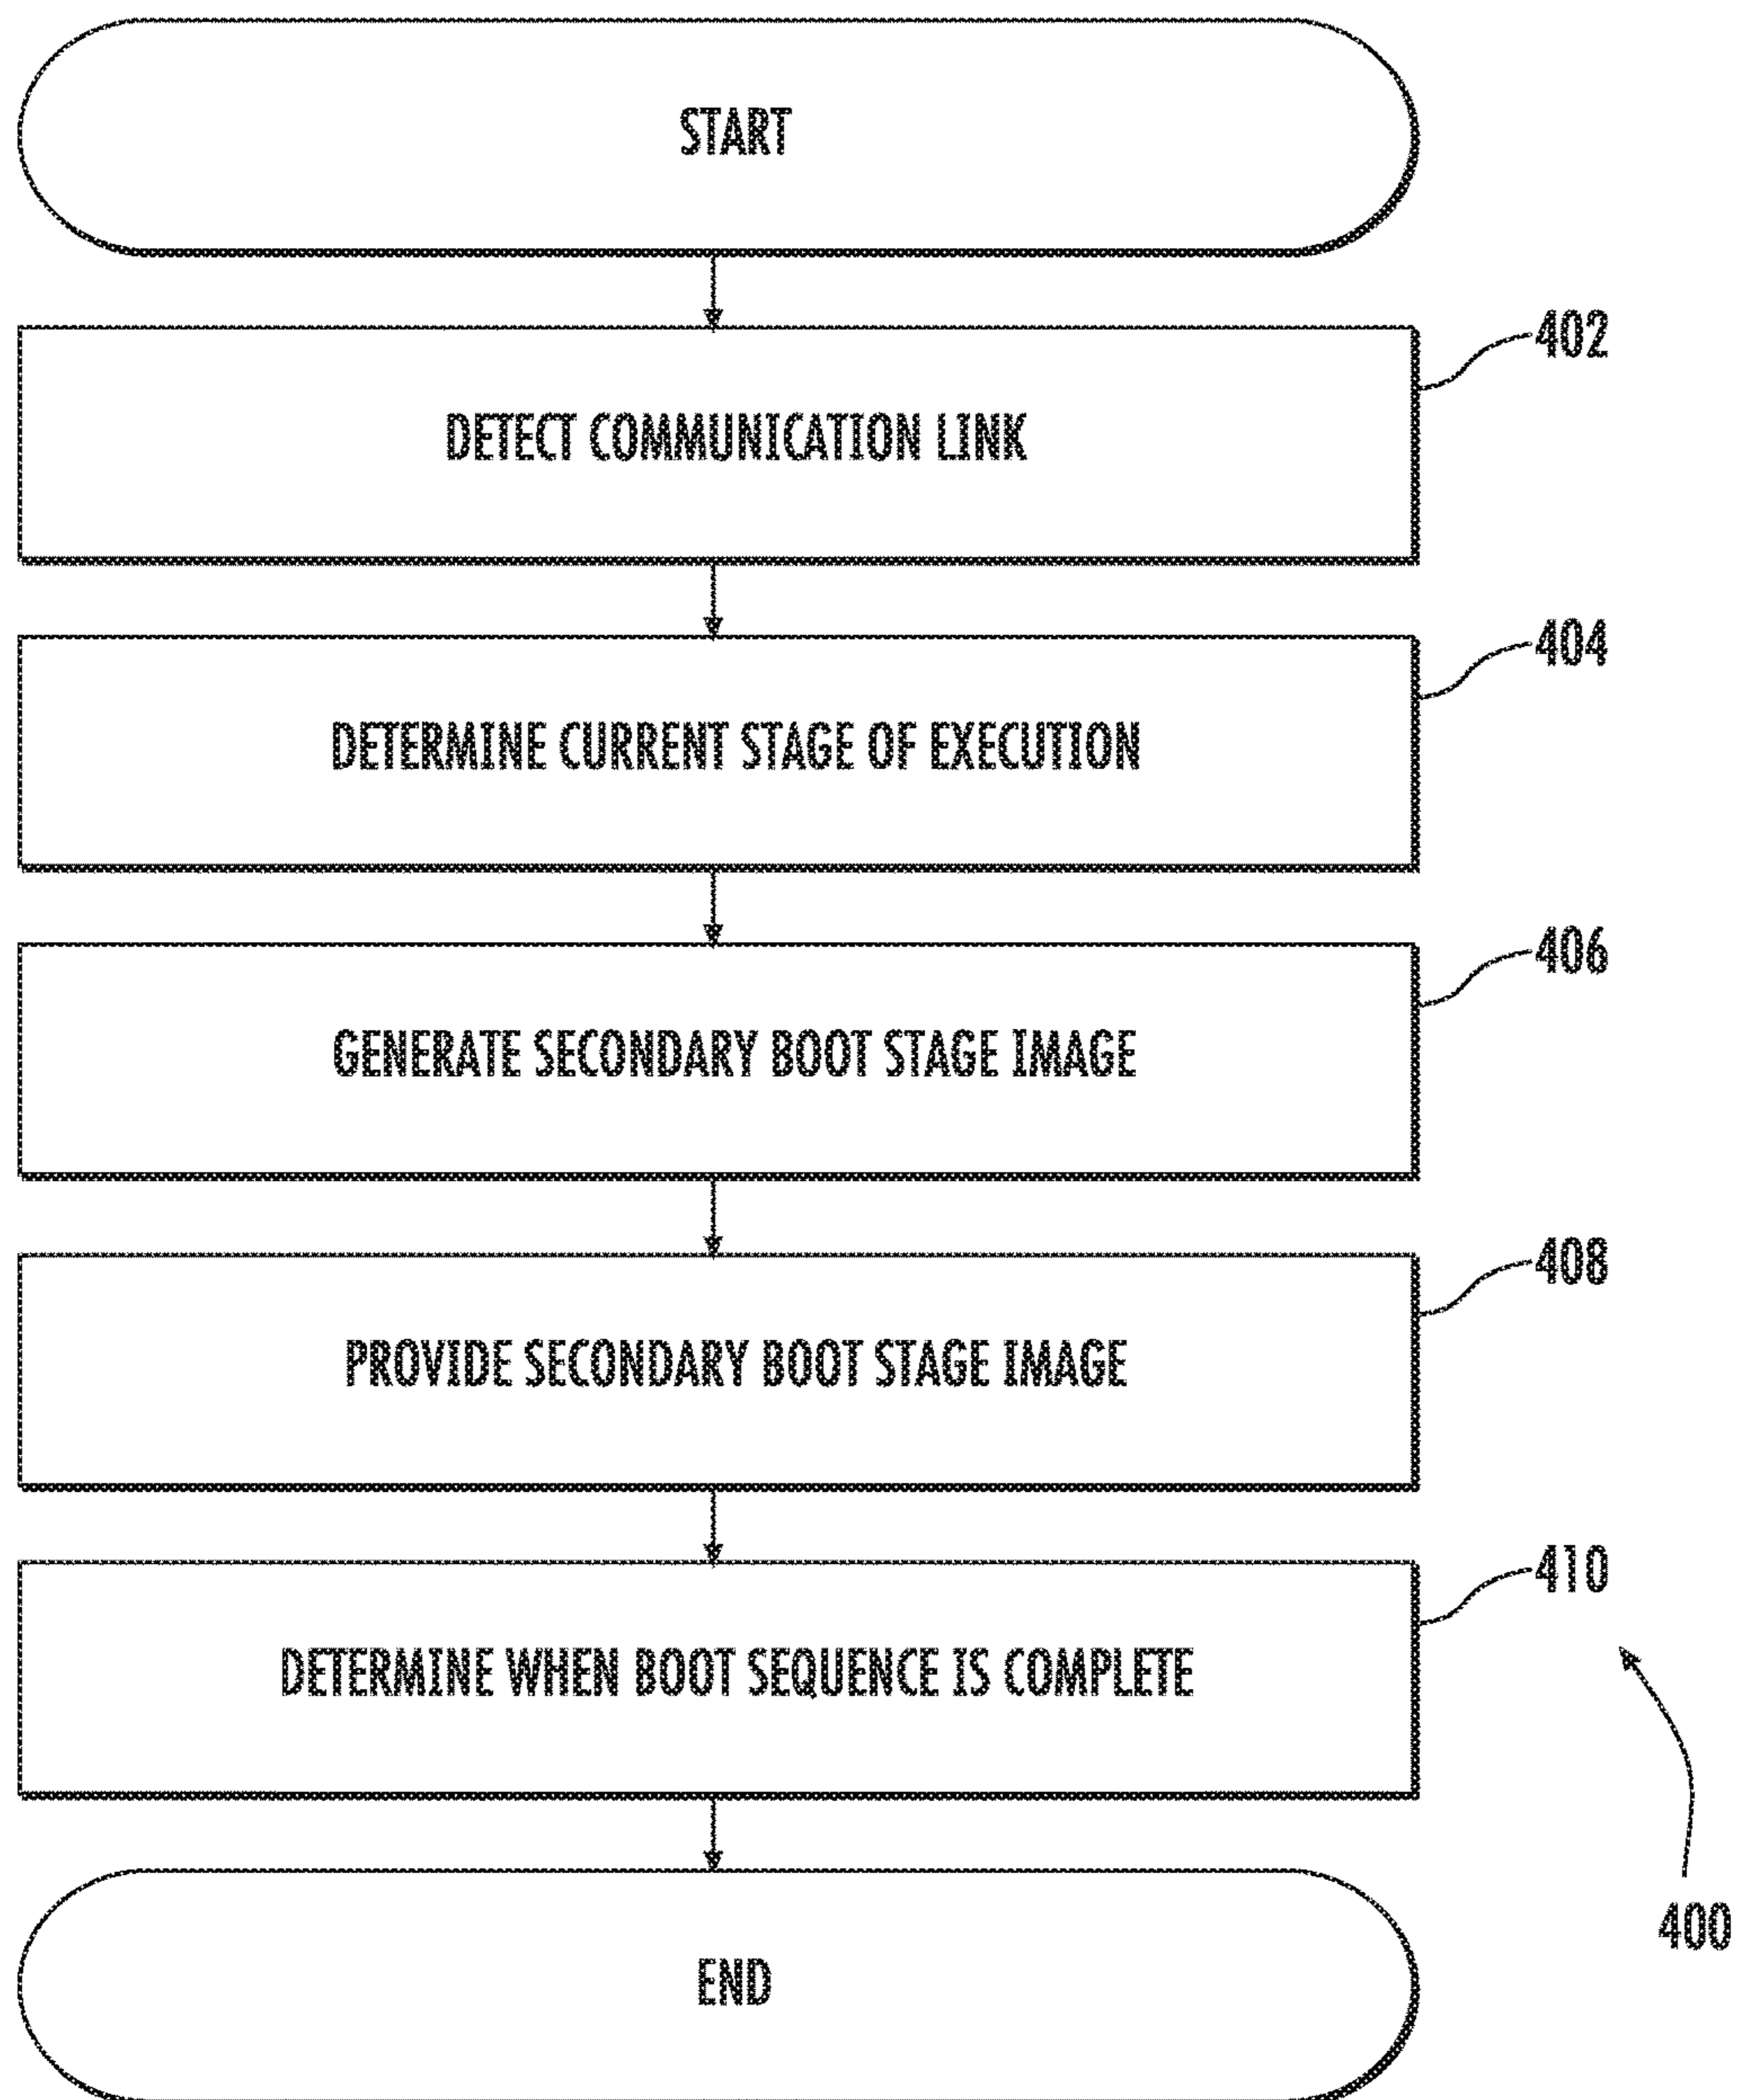 START
402
DETECT COMMUNICATION LINK
404
DETERMINE CURRENT STAGE OF EXECUTION
406
GENERATE SECONDARY BOOT STAGE IMAGE
408
PROVIDE SECONDARY BOOT STAGE IMAGE
410
DETERMINE WHEN BOOT SEQUENCE IS COMPLETE
400
END